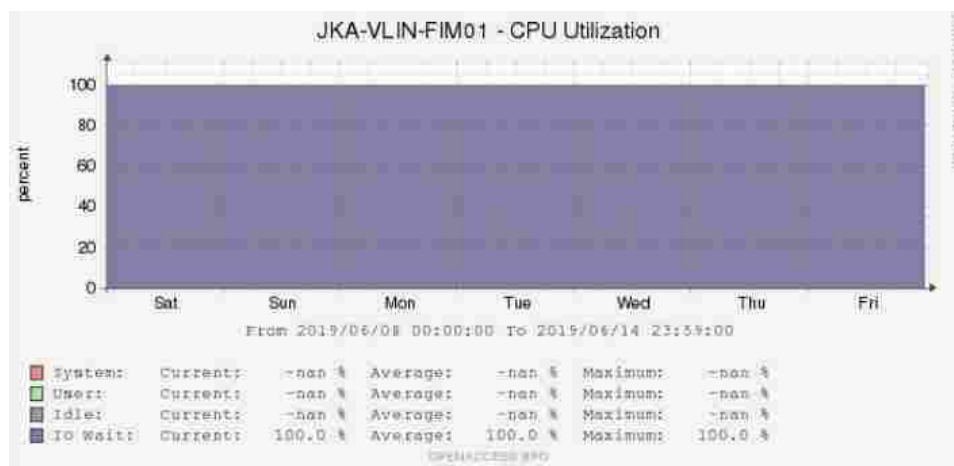 JKA-VLIN-FIM01 - CPU Utilization
percent
100
80
60
40
20
0
Sat Sun Mon Tue Wed Thu Fri
From 2019/06/08 00:00:00 To 2019/06/14 23:59:00
System: Current: -nan % Average: -nan % Maximum: -nan %
User: Current: -nan % Average: -nan % Maximum: -nan %
Idle: Current: -nan % Average: -nan % Maximum: -nan %
IO Wait: Current: 100.0 % Average: 100.0 % Maximum: 100.0 %
OPENACCESS BPO